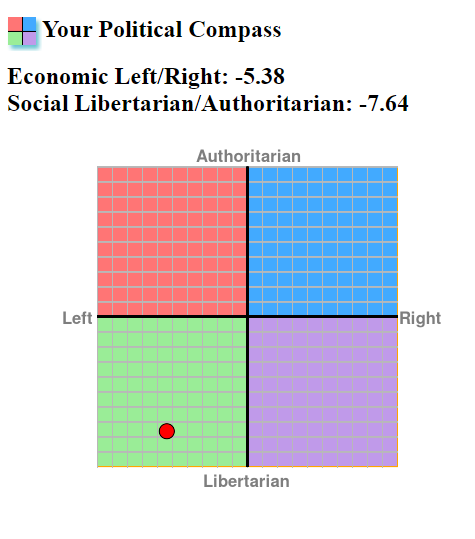 Your Political Compass
Economic Left/Right: -5.38
Social Libertarian/Authoritarian: -7.64
Authoritarian
Left
Right
Libertarian